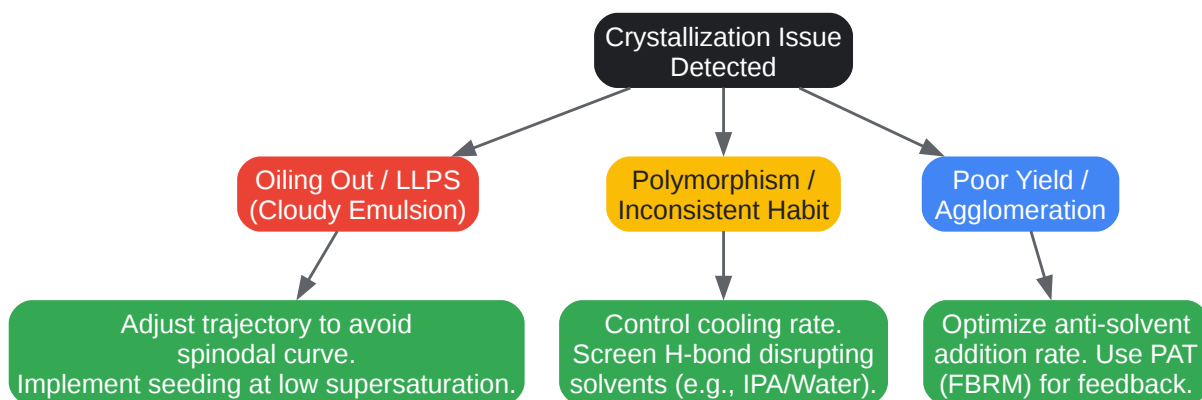 Crystallization Issue
Detected
Oiling Out / LLPS
(Cloudy Emulsion)
Polymorphism /
Inconsistent Habit
Poor Yield /
Agglomeration
Adjust trajectory to avoid
spinodal curve.
Implement seeding at low supersaturation.
Control cooling rate.
Screen H-bond disrupting
solvents (e.g., IPA/Water).
Optimize anti-solvent
addition rate. Use PAT
(FBRM) for feedback.